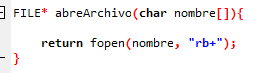 FILE* abreArchivo(char nombre[]){
return fopen(nombre, "rb+");
}